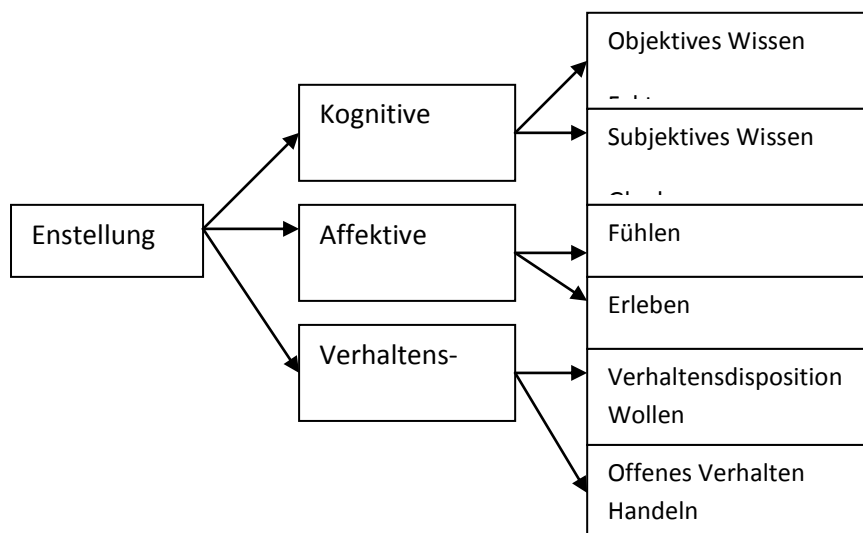 Enstellung
Kognitive
Affektive
Verhaltens-
Objektives Wissen
Subjektives Wissen
Fühlen
Erleben
Verhaltensdisposition
Wollen
Offenes Verhalten
Handeln